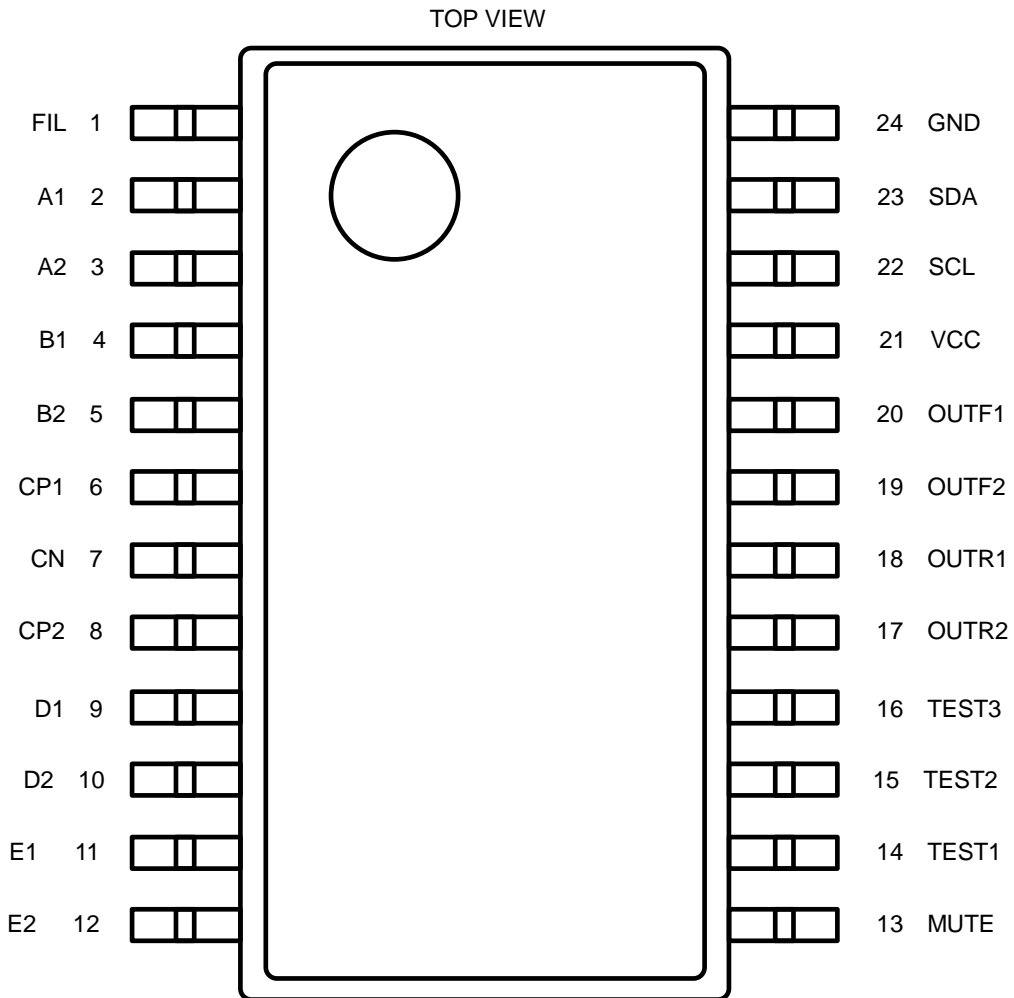 TOP VIEW
FIL 1 24 GND
A1 2 23 SDA
A2 3 22 SCL
B1 4 21 VCC
B2 5 20 OUTF1
CP1 6 19 OUTF2
CN 7 18 OUTR1
CP2 8 17 OUTR2
D1 9 16 TEST3
D2 10 15 TEST2
E1 11 14 TEST1
E2 12 13 MUTE